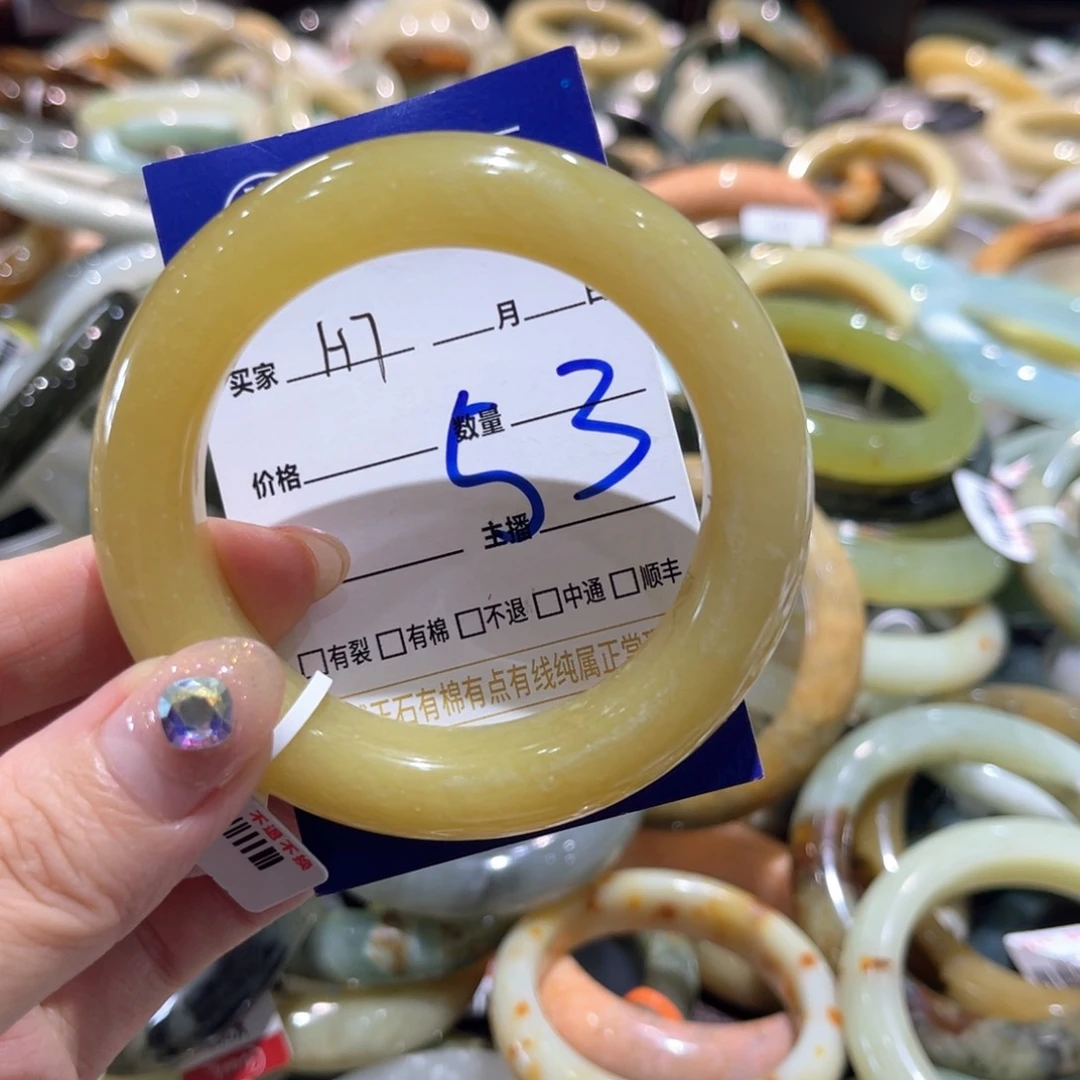 买家 H7 月
价格 数量 53
主播
□有裂 □有棉 □不退 □中通 □顺丰
石有棉有点有线纯属正常
不退不换